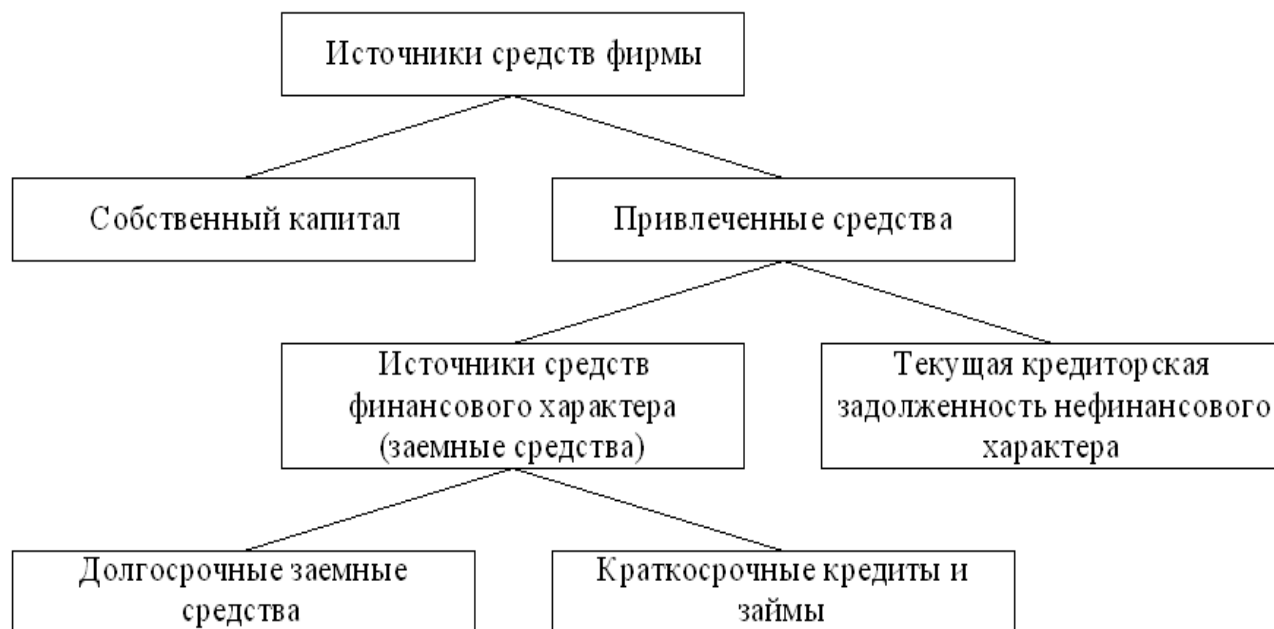 Источники средств фирмы
Собственный капитал
Привлеченные средства
Источники средств
финансового характера
(заемные средства)
Текущая кредиторская
задолженность нефинансового
характера
Долгосрочные заемные
средства
Краткосрочные кредиты и
займы